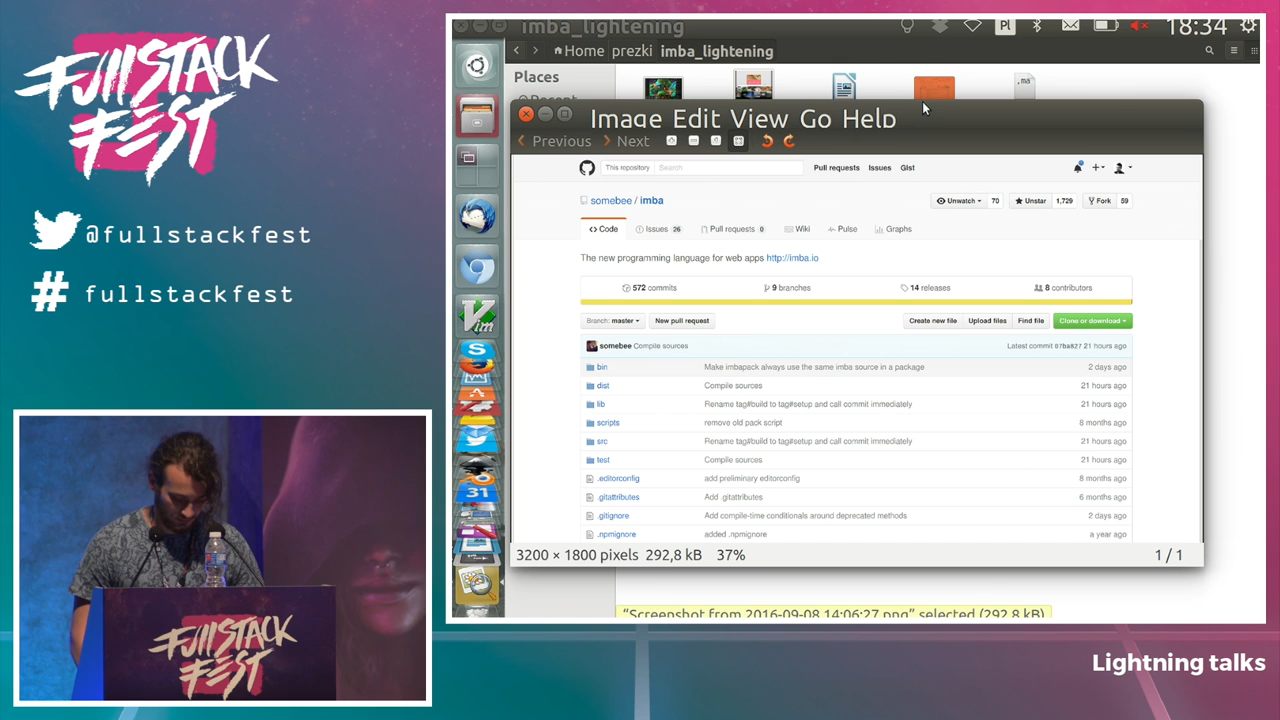 FullSTACK
FEST
@fullstackfest
# fullstackfest
FullSTACK
FEST
imba_lightening
Pl
18:34
Home prezki imba_lightening
Places
Recent
.ma
Image Edit View Go Help
Previous Next
This repository Search Pull requests Issues Gist
somebee / imba
Unwatch 70 Unstar 1,729 Fork 59
<> Code Issues 26 Pull requests 0 Wiki Pulse Graphs
The new programming language for web apps http://imba.io
572 commits 9 branches 14 releases 8 contributors
Branch: master New pull request Create new file Upload files Find file Clone or download
somebee Compile sources Latest commit 07ba827 21 hours ago
bin Make imbapack always use the same imba source in a package 2 days ago
dist Compile sources 21 hours ago
lib Rename tag#build to tag#setup and call commit immediately 21 hours ago
scripts remove old pack script 8 months ago
src Rename tag#build to tag#setup and call commit immediately 21 hours ago
test Compile sources 21 hours ago
.editorconfig add preliminary editorconfig 8 months ago
.gitattributes Add .gitattributes 6 months ago
.gitignore Add compile-time conditionals around deprecated methods 2 days ago
.npmignore added .npmignore a year ago
3200 × 1800 pixels 292,8 kB 37% 1 / 1
"Screenshot from 2016-09-08 14:06:27.png" selected (292,8 kB)
Vim
31
Lightning talks